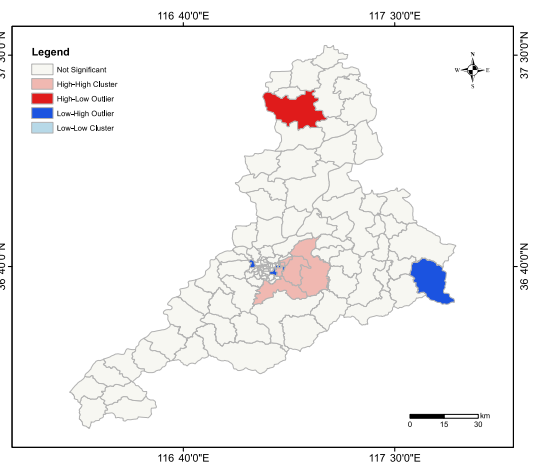 116 40'0"E 117 30'0"E
37 30'0"N 37 30'0"N
Legend
Not Significant
High-High Cluster
High-Low Outlier
Low-High Outlier
Low-Low Cluster
N
W E
S
36 40'0"N 36 40'0"N
km
0 15 30
116 40'0"E 117 30'0"E